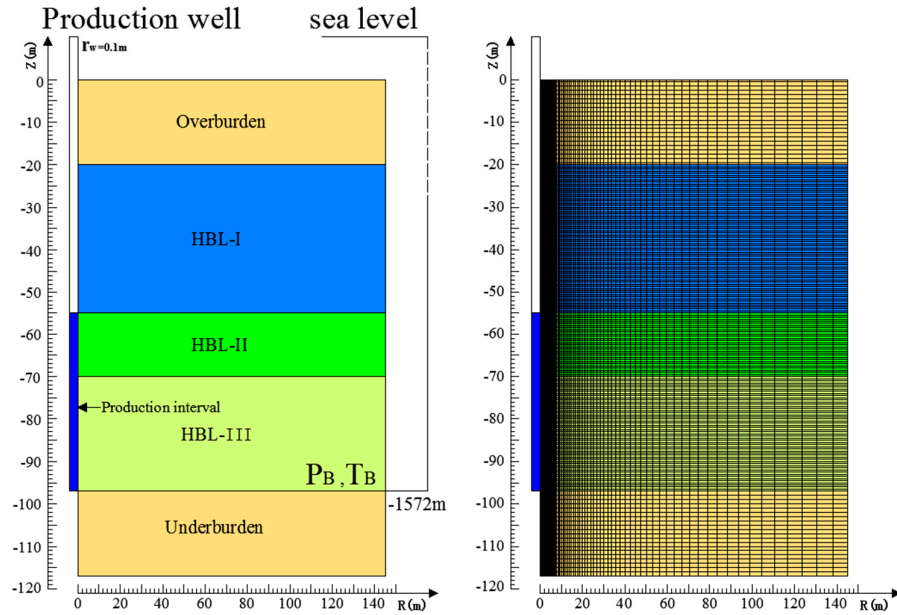 Production well
sea level
rw=0.1m
Z(m)
0
-10
-20
-30
-40
-50
-60
-70
-80
-90
-100
-110
-120
Overburden
HBL-I
HBL-II
Production interval
HBL-III
PB ,TB
-1572m
Underburden
0 20 40 60 80 100 120 140
R(m)
Z(m)
0
-10
-20
-30
-40
-50
-60
-70
-80
-90
-100
-110
-120
0 20 40 60 80 100 120 140
R(m)